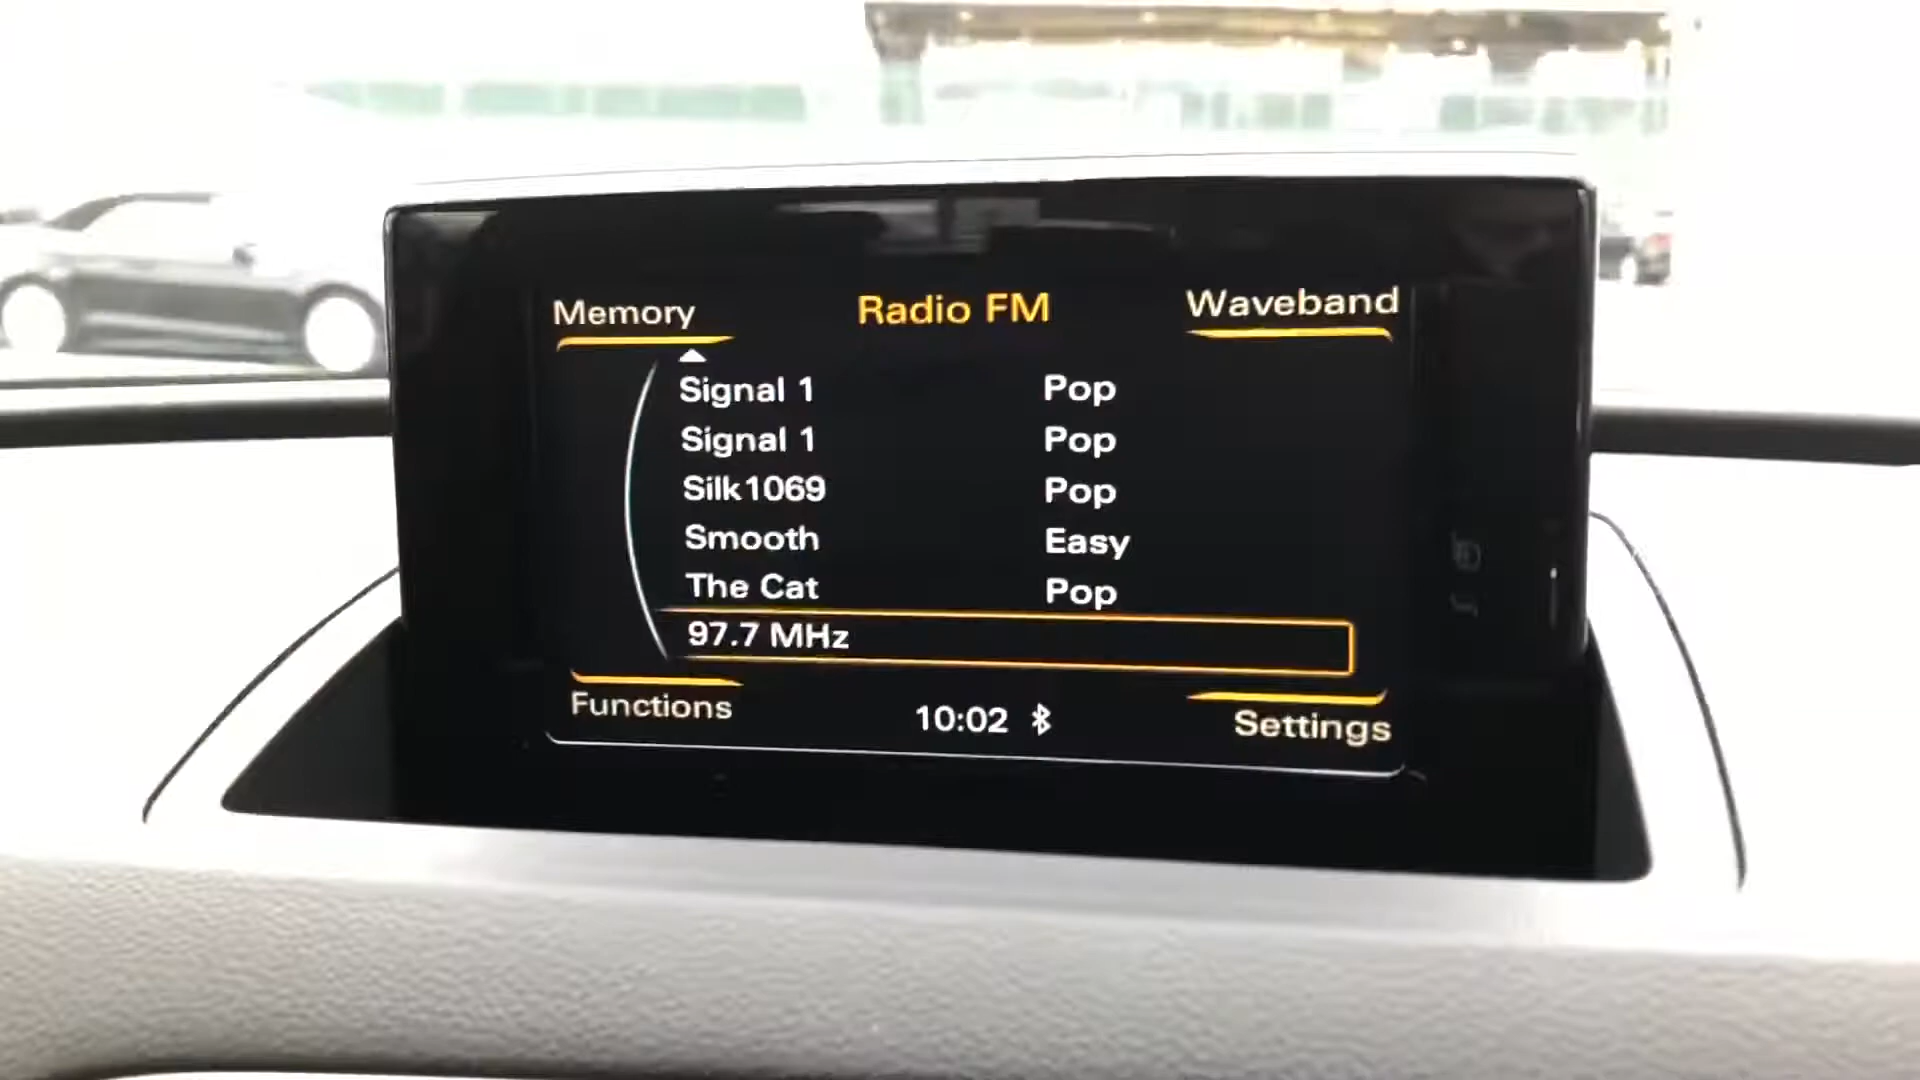 Memory Radio FM Waveband
Signal 1 Pop
Signal 1 Pop
Silk1069 Pop
Smooth Easy
The Cat Pop
97.7 MHz
Functions 10:02 Settings